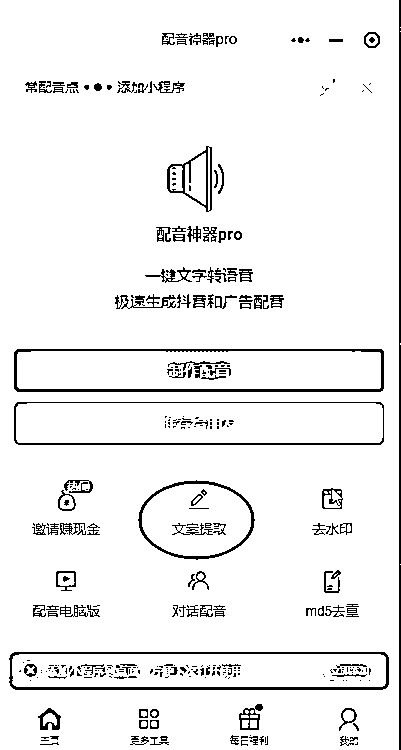 配音神器pro
常配音点•••添加小程序
配音神器pro
一键文字转语音
极速生成抖音和广告配音
制作配音
热门
邀请赚现金
文案提取
去水印
配音电脑版
对话配音
md5去重
主页
更多工具
每日福利
我的